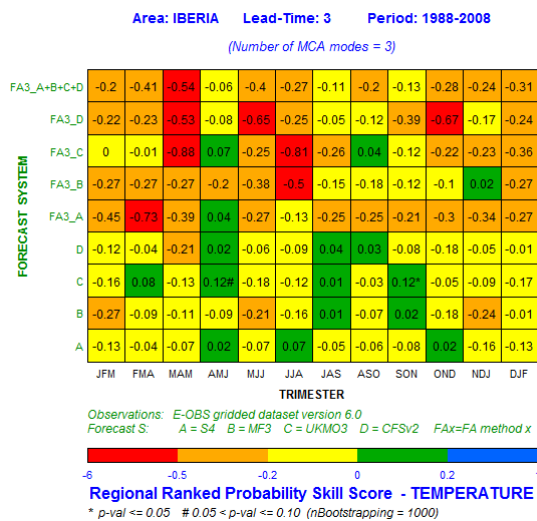 Area: IBERIA Lead-Time: 3 Period: 1988-2008
(Number of MCA modes = 3)
FORECAST SYSTEM
FA3_A+B+C+D -0.2 -0.41 -0.54 -0.06 -0.4 -0.27 -0.11 -0.2 -0.13 -0.28 -0.24 -0.31
FA3_D -0.22 -0.23 -0.53 -0.08 -0.65 -0.25 -0.05 -0.12 -0.39 -0.67 -0.17 -0.24
FA3_C 0 -0.01 -0.88 0.07 -0.25 -0.81 -0.26 0.04 -0.12 -0.22 -0.23 -0.36
FA3_B -0.27 -0.27 -0.27 -0.2 -0.38 -0.5 -0.15 -0.18 -0.12 -0.1 0.02 -0.27
FA3_A -0.45 -0.73 -0.39 0.04 -0.27 -0.13 -0.25 -0.25 -0.21 -0.3 -0.34 -0.27
D -0.12 -0.04 -0.21 0.02 -0.06 -0.09 0.04 0.03 -0.08 -0.18 -0.05 -0.01
C -0.16 0.08 -0.13 0.12# -0.18 -0.12 0.01 -0.03 0.12* -0.05 -0.09 -0.17
B -0.27 -0.09 -0.11 -0.09 -0.21 -0.16 0.01 -0.07 0.02 -0.18 -0.24 -0.01
A -0.13 -0.04 -0.07 0.02 -0.07 0.07 -0.05 -0.06 -0.08 0.02 -0.16 -0.13
JFM FMA MAM AMJ MJJ JJA JAS ASO SON OND NDJ DJF
TRIMESTER
Observations: E-OBS gridded dataset version 6.0
Forecast S: A = S4 B = MF3 C = UKMO3 D = CFSv2 FAx=FA method x
-6 -0.5 -0.2 0 0.2 1
Regional Ranked Probability Skill Score - TEMPERATURE
* p-val <= 0.05 # 0.05 < p-val <= 0.10 (nBootstrapping = 1000)